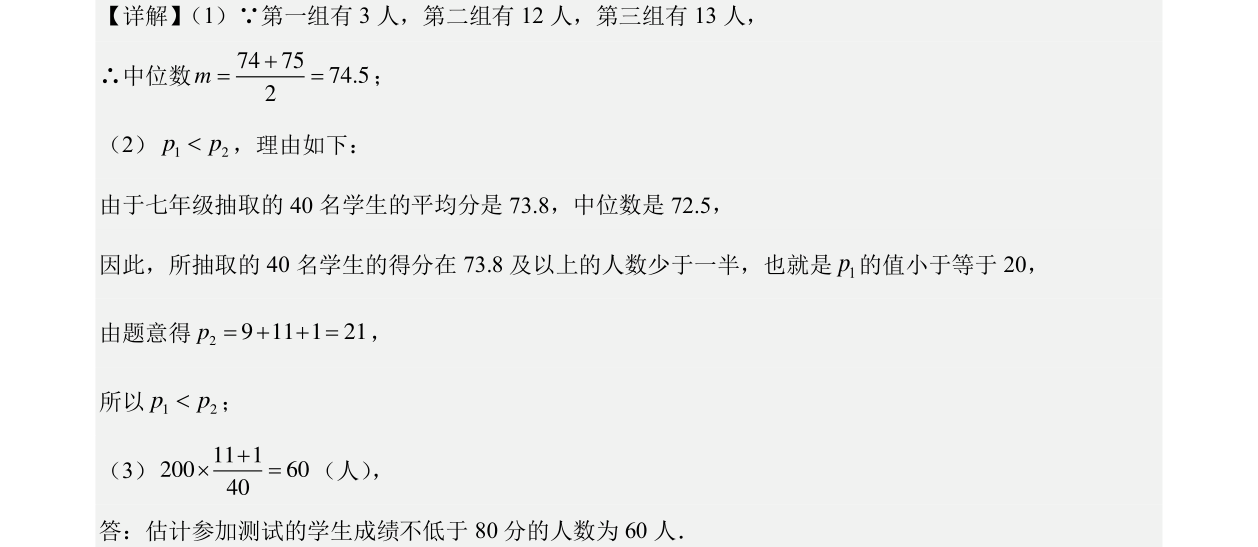 【详解】（1）∵第一组有 3 人，第二组有 12 人，第三组有 13 人，
∴中位数 m = \frac{74+75}{2} = 74.5；
（2） p₁ < p₂，理由如下：
由于七年级抽取的 40 名学生的平均分是 73.8，中位数是 72.5，
因此，所抽取的 40 名学生的得分在 73.8 及以上的人数少于一半，也就是 p₁ 的值小于等于 20，
由题意得 p₂ = 9+11+1 = 21，
所以 p₁ < p₂；
（3） 200× \frac{11+1}{40} = 60（人），
答：估计参加测试的学生成绩不低于 80 分的人数为 60 人．